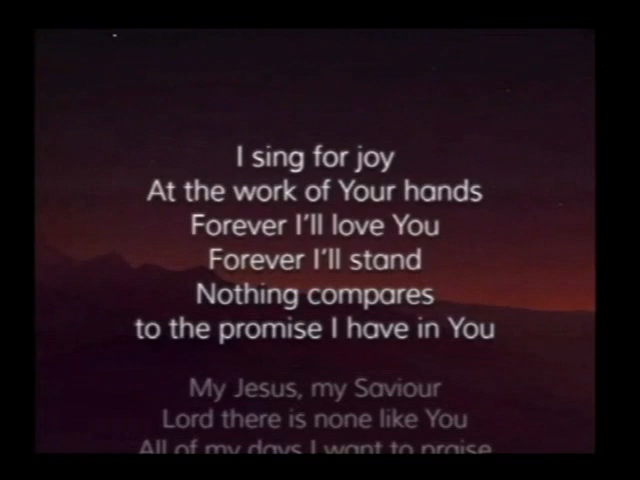 I sing for joy
At the work of Your hands
Forever I'll love You
Forever I'll stand
Nothing compares
to the promise I have in You
My Jesus, my Saviour
Lord there is none like You
All of my days I want to praise